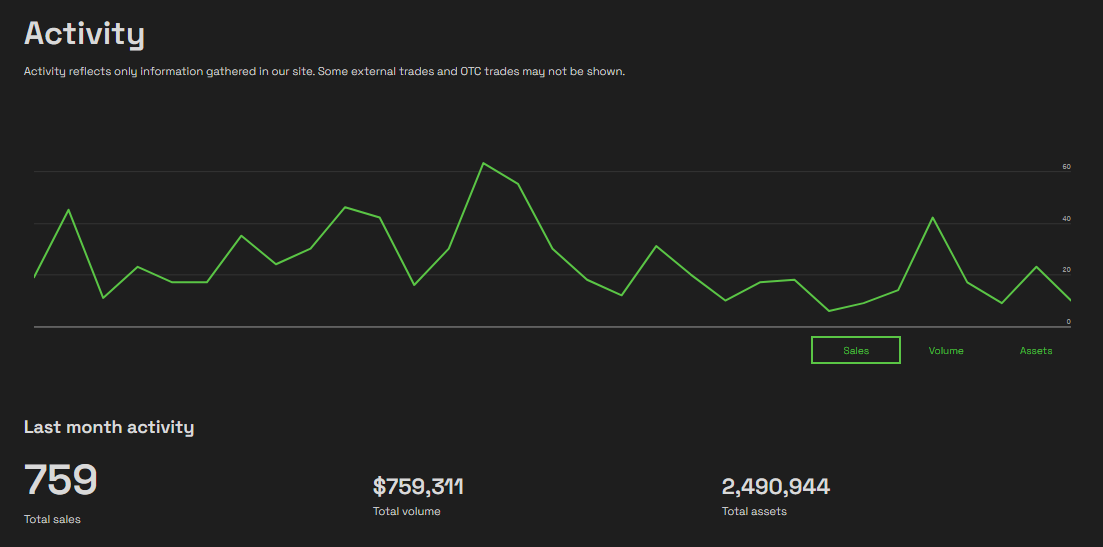 Activity
Activity reflects only information gathered in our site. Some external trades and OTC trades may not be shown.
60
40
20
0
Sales
Volume
Assets
Last month activity
759
Total sales
$759,311
Total volume
2,490,944
Total assets